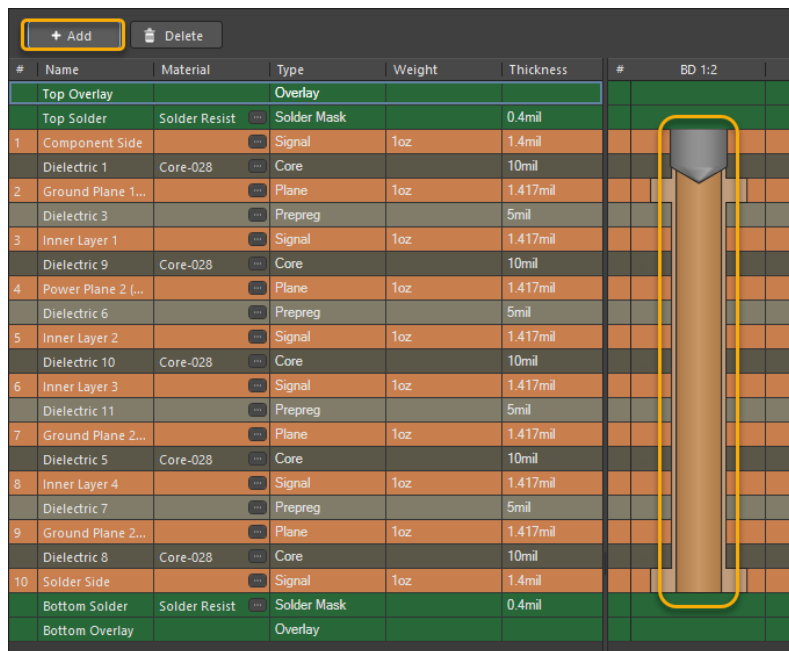 + Add Delete
# Name Material Type Weight Thickness # BD 1:2
Top Overlay Overlay
Top Solder Solder Resist ... Solder Mask 0.4mil
1 Component Side ... Signal 1oz 1.4mil
Dielectric 1 Core-028 ... Core 10mil
2 Ground Plane 1... ... Plane 1oz 1.417mil
Dielectric 3 ... Prepreg 5mil
3 Inner Layer 1 ... Signal 1oz 1.417mil
Dielectric 9 Core-028 ... Core 10mil
4 Power Plane 2 (... ... Plane 1oz 1.417mil
Dielectric 6 ... Prepreg 5mil
5 Inner Layer 2 ... Signal 1oz 1.417mil
Dielectric 10 Core-028 ... Core 10mil
6 Inner Layer 3 ... Signal 1oz 1.417mil
Dielectric 11 ... Prepreg 5mil
7 Ground Plane 2... ... Plane 1oz 1.417mil
Dielectric 5 Core-028 ... Core 10mil
8 Inner Layer 4 ... Signal 1oz 1.417mil
Dielectric 7 ... Prepreg 5mil
9 Ground Plane 2... ... Plane 1oz 1.417mil
Dielectric 8 Core-028 ... Core 10mil
10 Solder Side ... Signal 1oz 1.4mil
Bottom Solder Solder Resist ... Solder Mask 0.4mil
Bottom Overlay Overlay